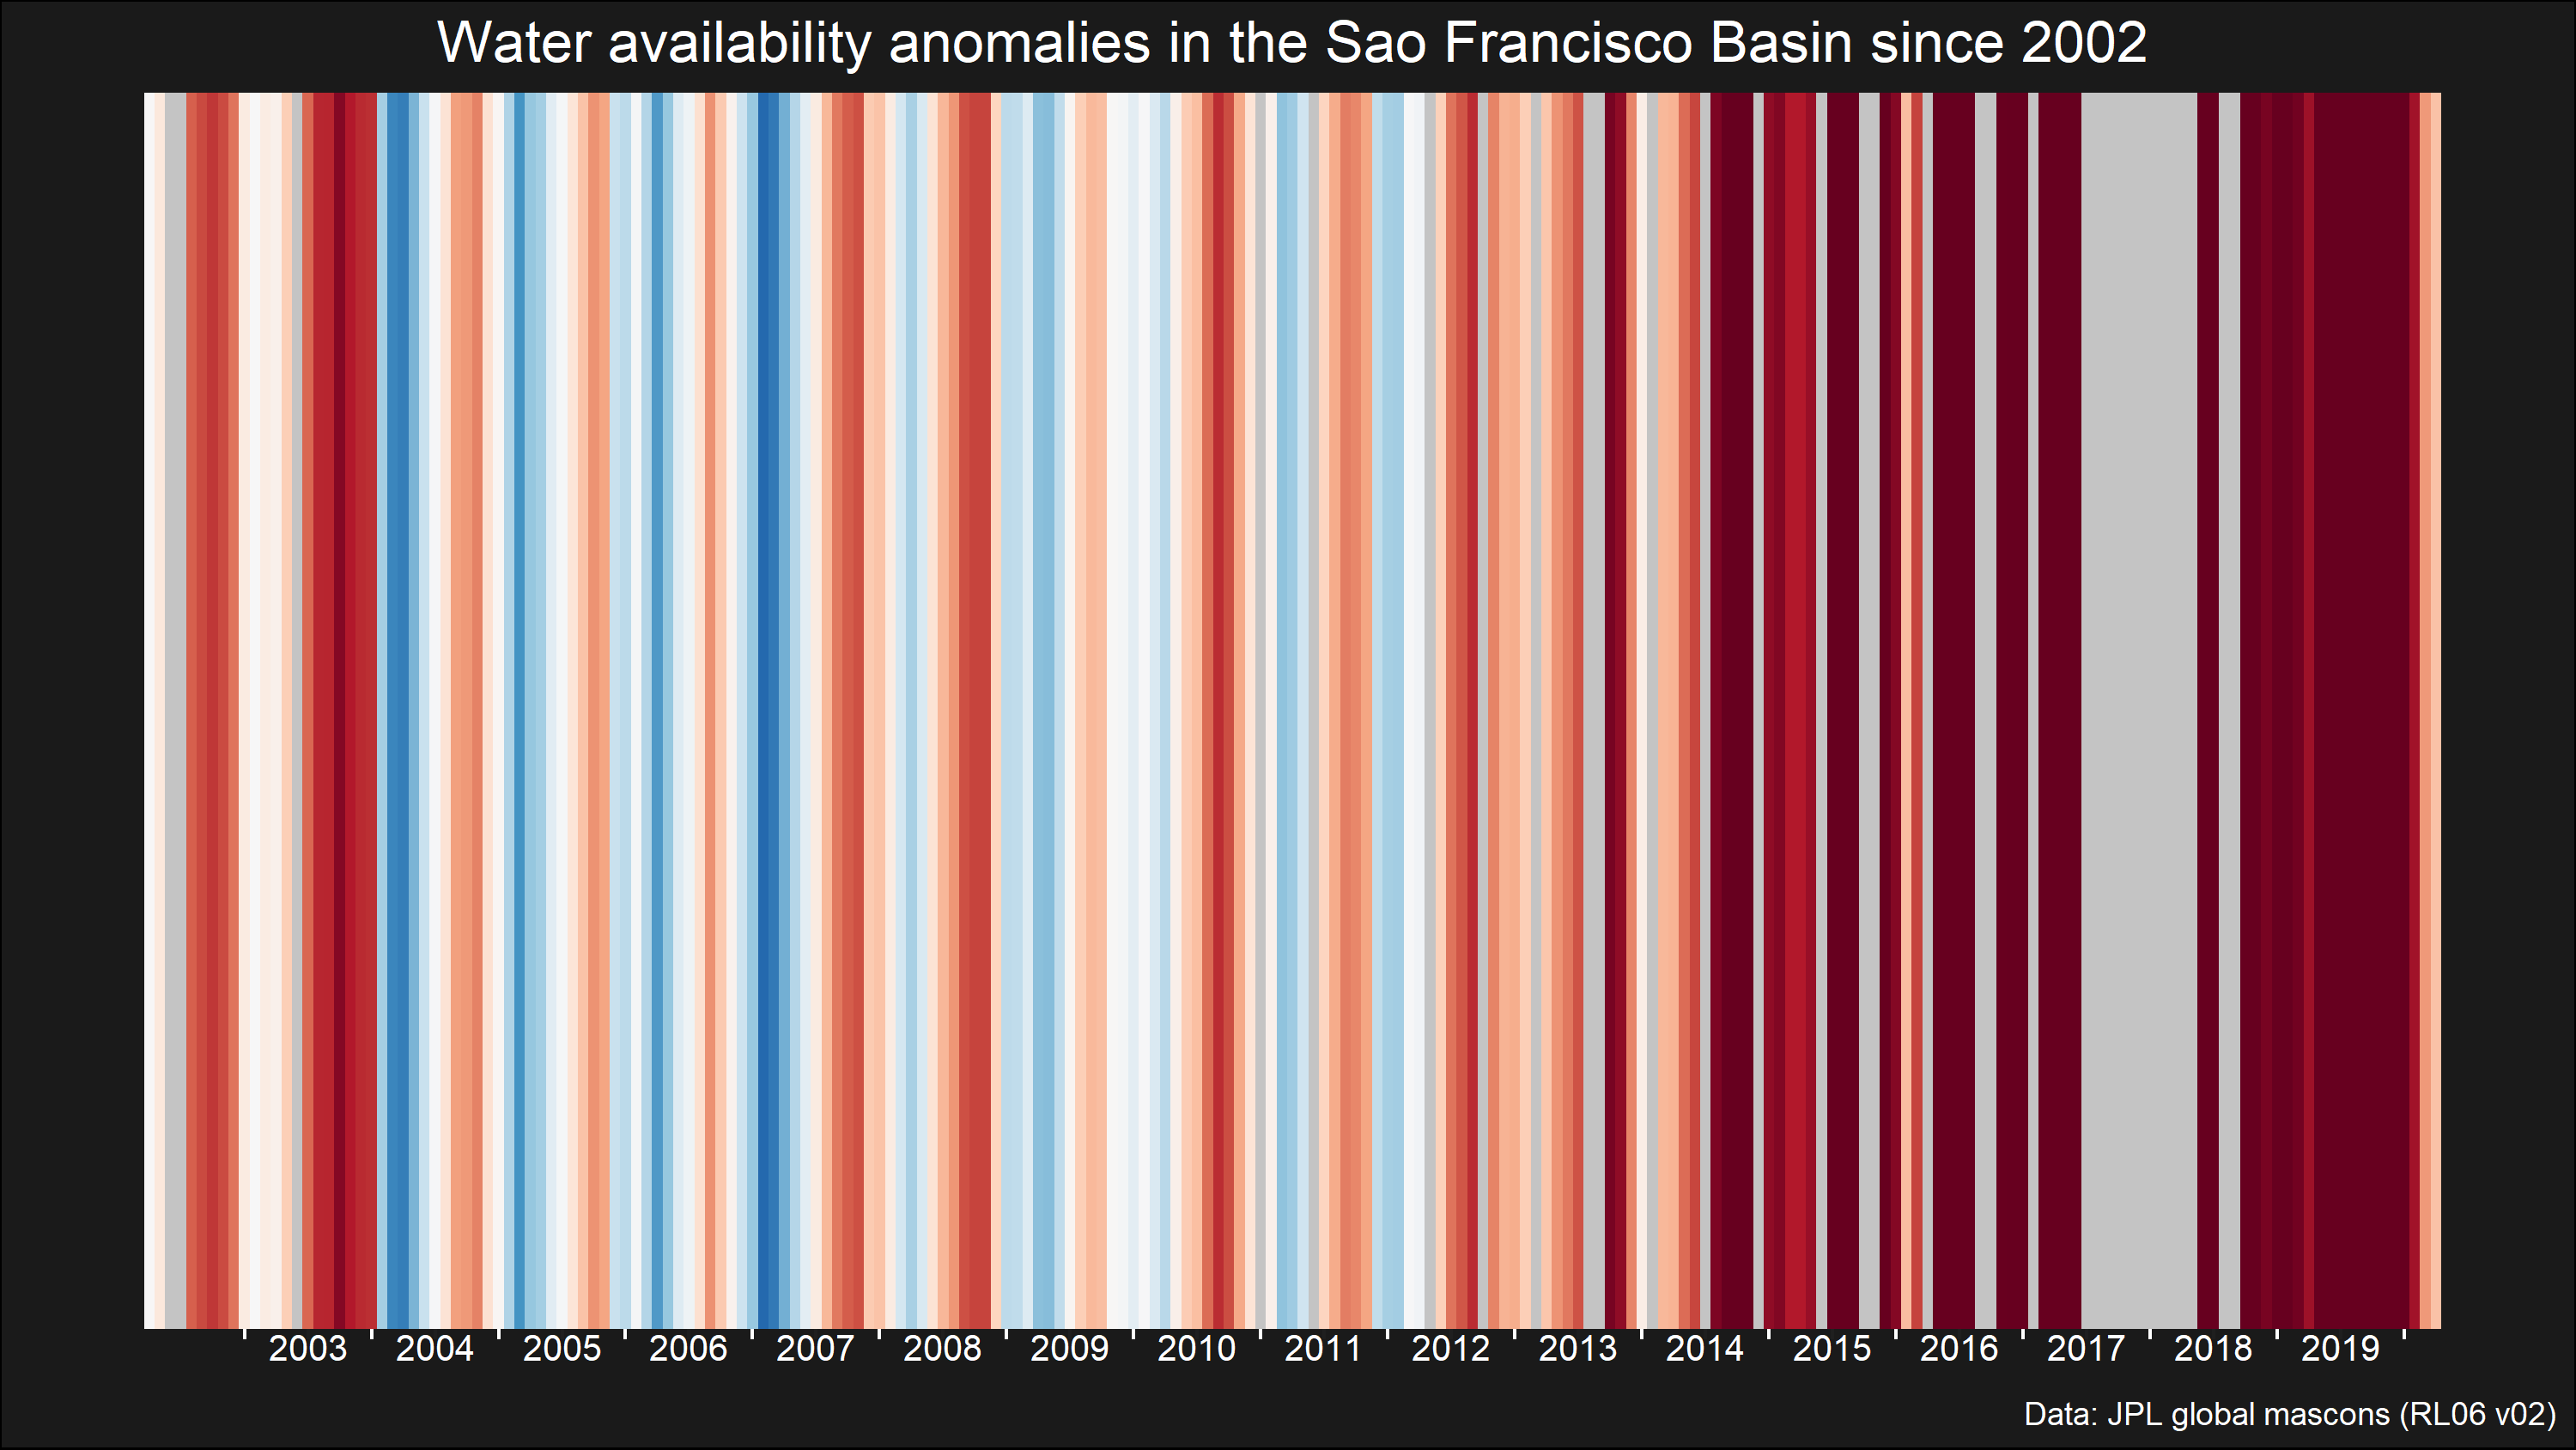 Water availability anomalies in the Sao Francisco Basin since 2002
2003 2004 2005 2006 2007 2008 2009 2010 2011 2012 2013 2014 2015 2016 2017 2018 2019
Data: JPL global mascons (RL06 v02)